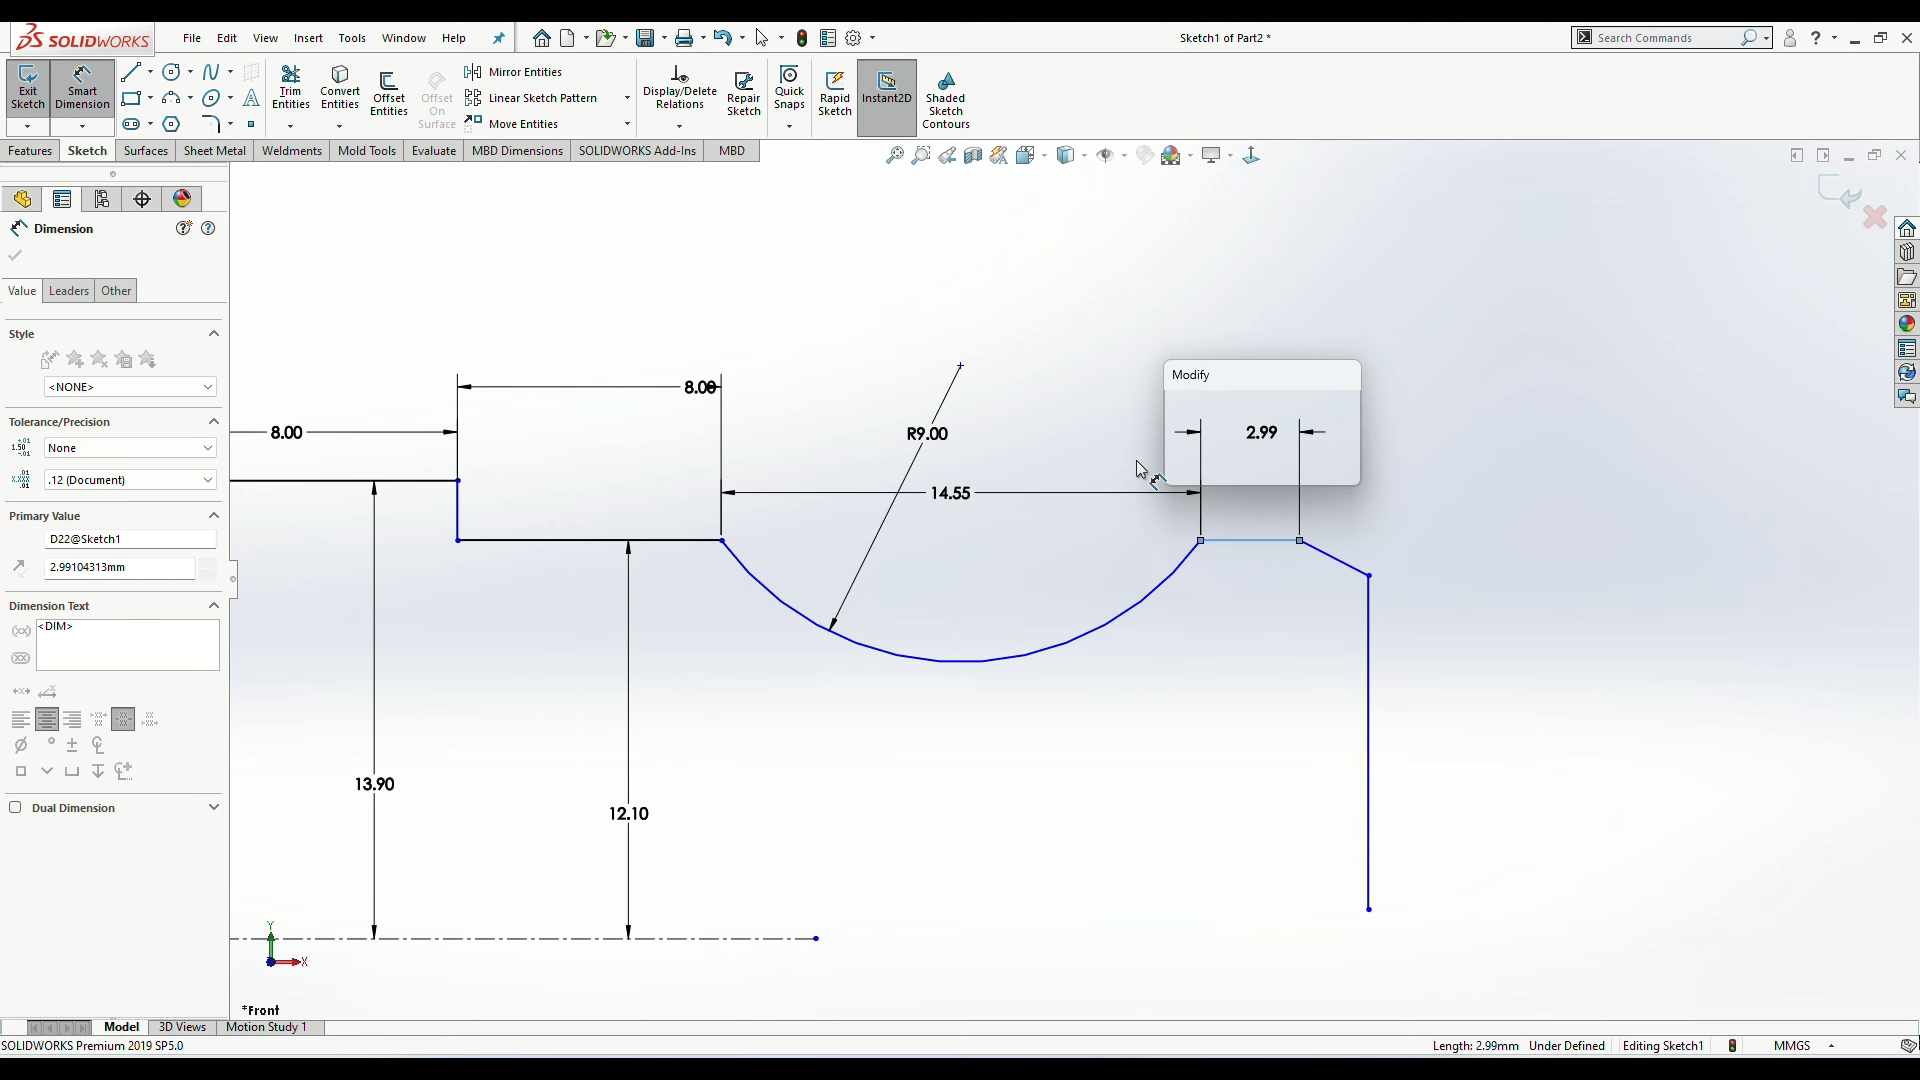 SOLIDWORKS File Edit View Insert Tools Window Help Sketch1 of Part2 * Search Commands
Exit Sketch Smart Dimension Trim Entities Convert Entities Offset Entities Offset On Surface Mirror Entities Linear Sketch Pattern Move Entities Display/Delete Relations Repair Sketch Quick Snaps Rapid Sketch Instant2D Shaded Sketch Contours
Features Sketch Surfaces Sheet Metal Weldments Mold Tools Evaluate MBD Dimensions SOLIDWORKS Add-Ins MBD
Dimension
Value Leaders Other
Style
<NONE>
Tolerance/Precision
None
.12 (Document)
Primary Value
D22@Sketch1
2.99104313mm
Dimension Text
<DIM>
Dual Dimension
Modify
8.00
8.00 R9.00 2.99
14.55
13.90
12.10
Y
X
*Front
Model 3D Views Motion Study 1
SOLIDWORKS Premium 2019 SP5.0 Length: 2.99mm Under Defined Editing Sketch1 MMGS